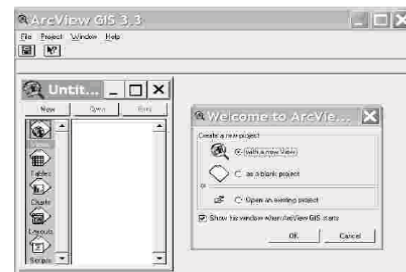 ArcView GIS 3.3
File Project Window Help
Untit...
New Open Print
Views
Tables
Charts
Layouts
Scripts
Welcome to ArcVie...
Create a new project
with a new View
as a blank project
or
Open an existing project
Show this window when ArcView GIS starts
OK Cancel